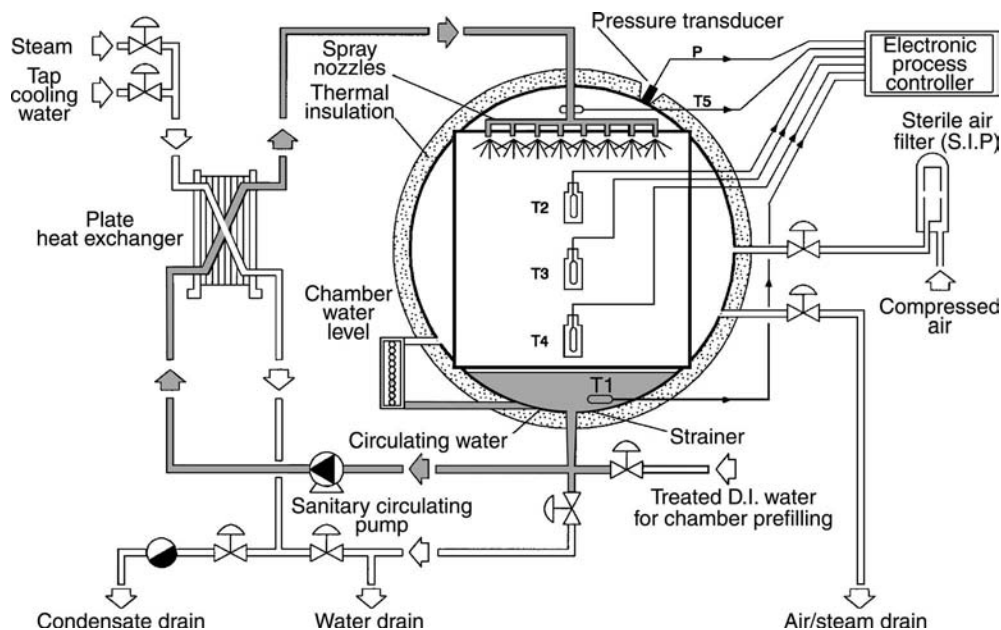 Steam
Tap
cooling
water
Plate
heat exchanger
Spray
nozzles
Thermal
insulation
Pressure transducer
P
T5
Electronic
process
controller
Sterile air
filter (S.I.P)
T2
T3
T4
T1
Chamber
water
level
Compressed
air
Circulating water
Strainer
Sanitary circulating
pump
Treated D.I. water
for chamber prefilling
Condensate drain
Water drain
Air/steam drain